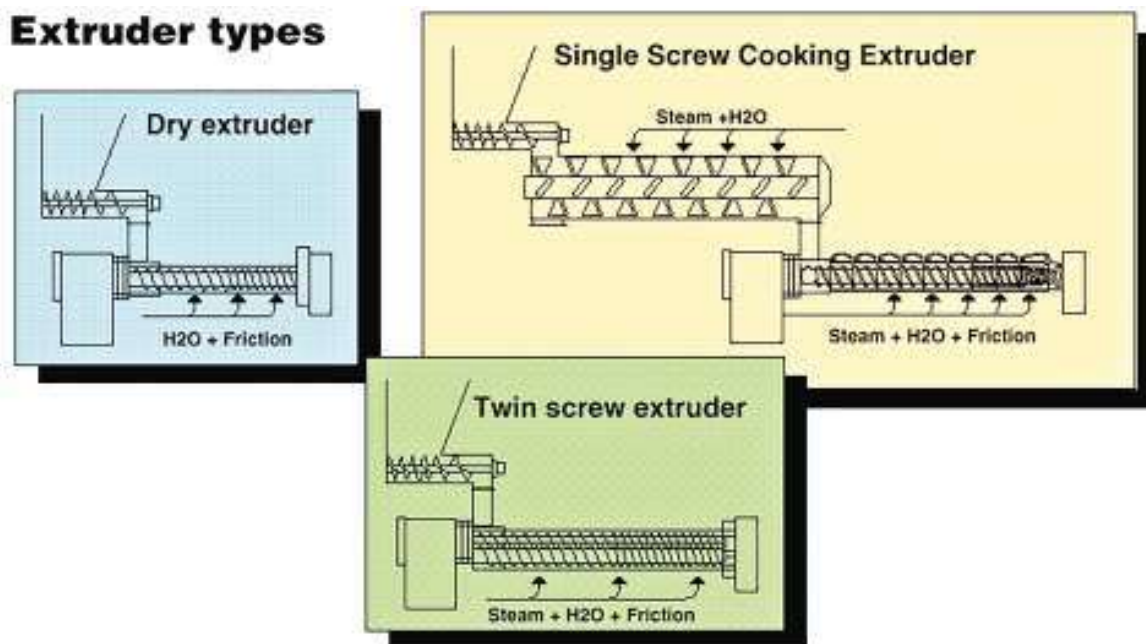 Extruder types
Dry extruder
H2O + Friction
Single Screw Cooking Extruder
Steam +H2O
Steam + H2O + Friction
Twin screw extruder
Steam + H2O + Friction